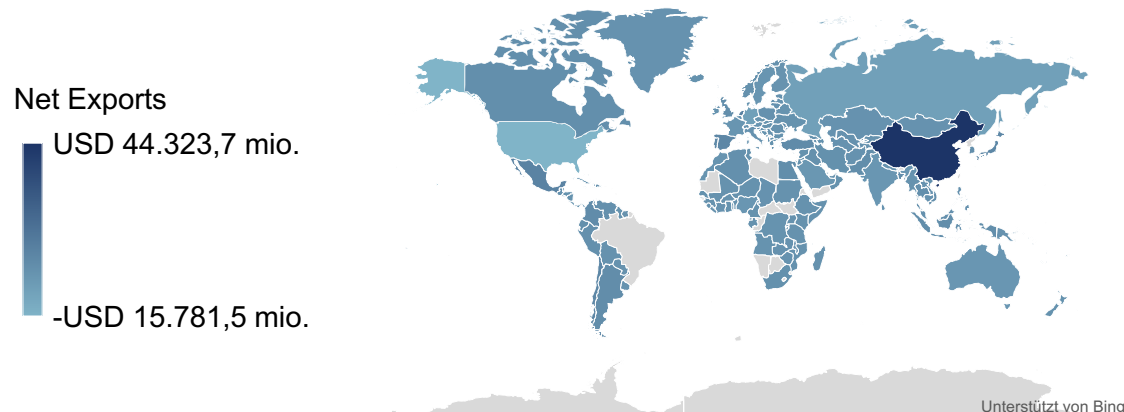 Net Exports
USD 44.323,7 mio.
-USD 15.781,5 mio.
Unterstützt von Bing